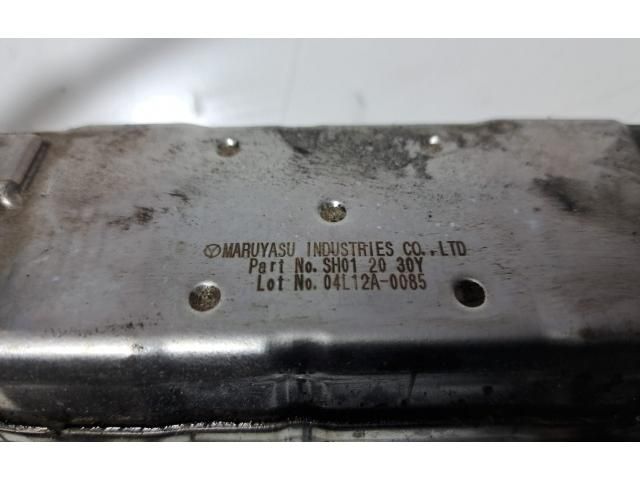 MARUYASU INDUSTRIES CO.,LTD
Part No. SH01 20 30Y
Lot No. 04L12A-0085